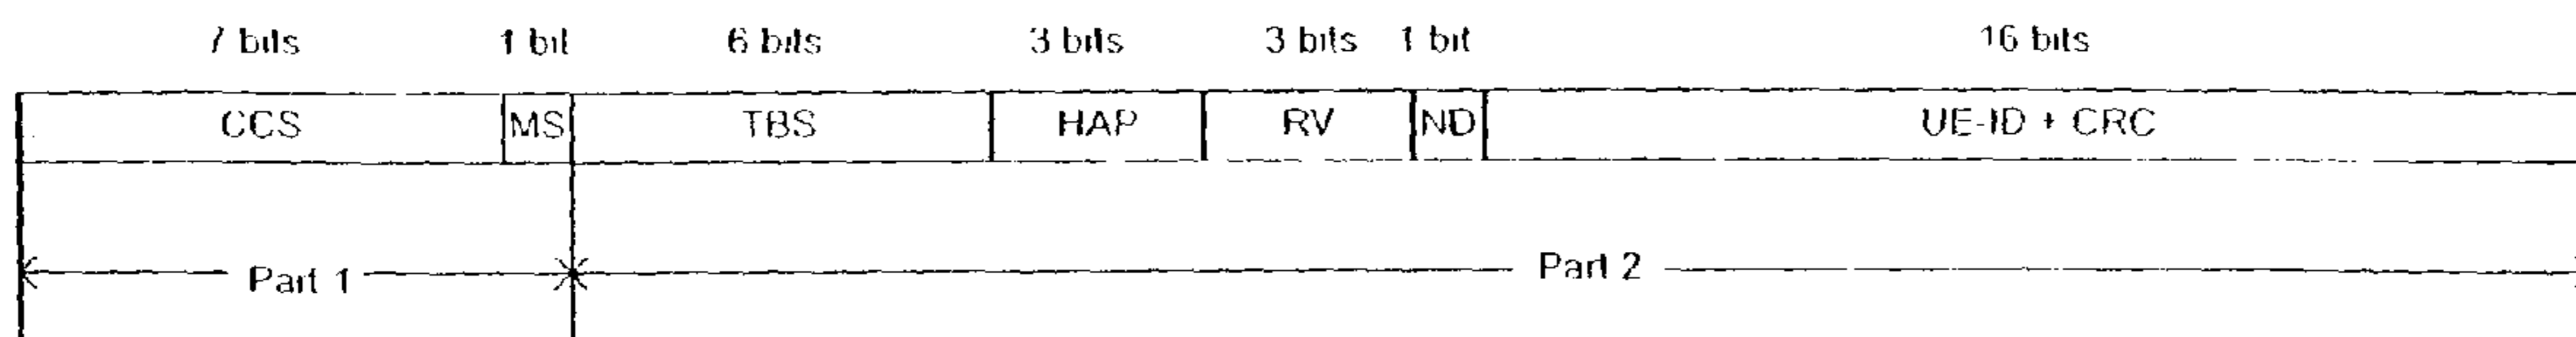 7 bits 1 bit 6 bits 3 bits 3 bits 1 bit 16 bits
CCS MS TBS HAP RV ND UE-ID + CRC
Part 1 Part 2